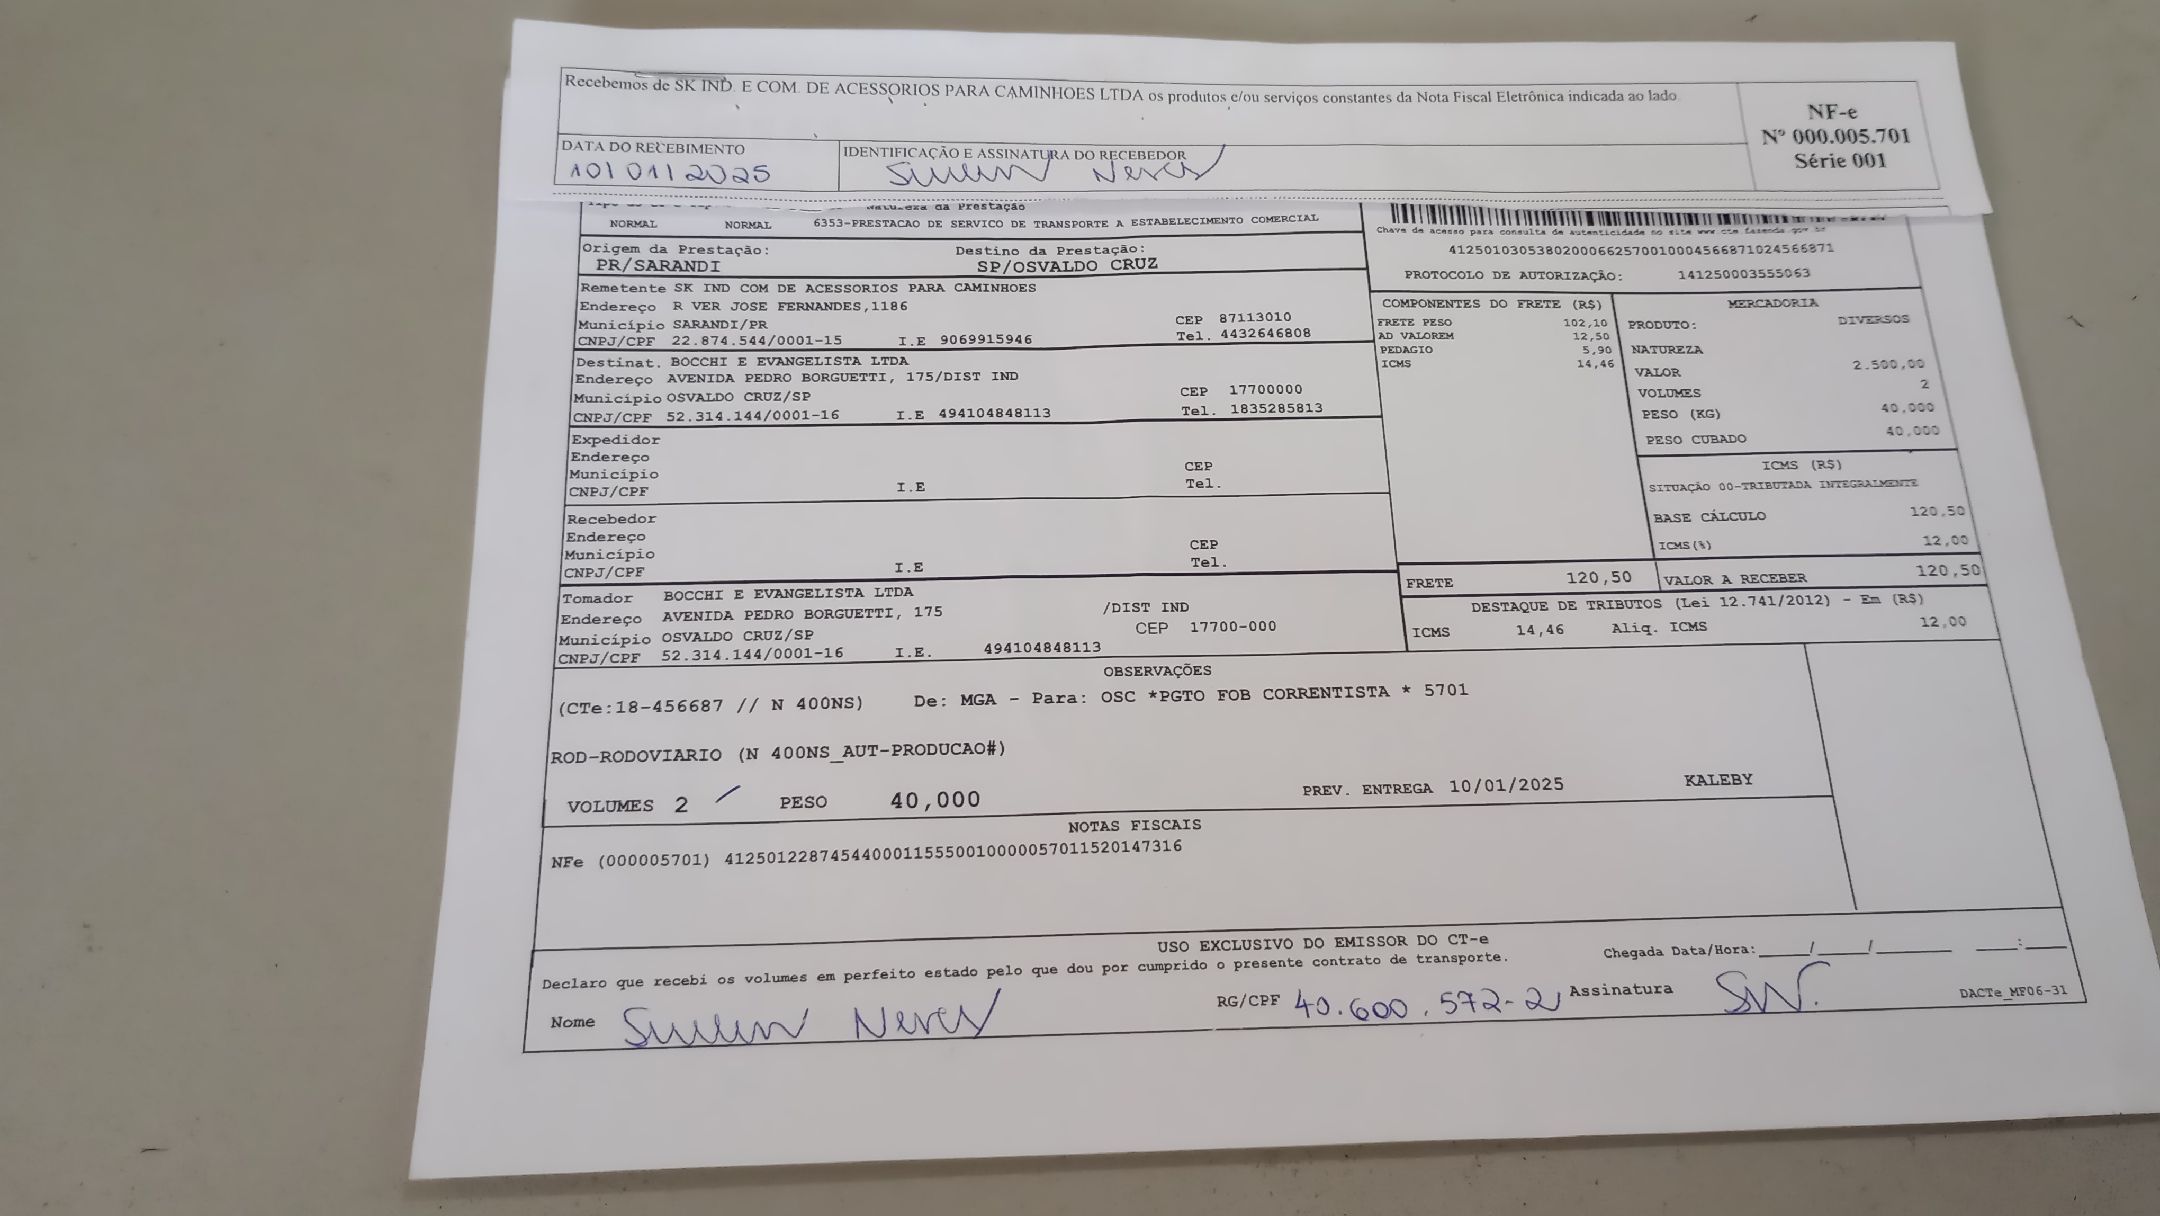 Recebemos de SK IND. E COM. DE ACESSORIOS PARA CAMINHOES LTDA os produtos e/ou serviços constantes da Nota Fiscal Eletrônica indicada ao lado
NF-e
Nº 000.005.701
Série 001
DATA DO RECEBIMENTO
10/01/2025
IDENTIFICAÇÃO E ASSINATURA DO RECEBEDOR
Neves
Natureza da Prestação
NORMAL NORMAL 6353-PRESTACAO DE SERVICO DE TRANSPORTE A ESTABELECIMENTO COMERCIAL
Chave de acesso para consulta de autenticidade no site www.cte.fazenda.gov.br
41250103053802000662570010004566871024566871
PROTOCOLO DE AUTORIZAÇÃO: 141250003555063
Origem da Prestação: Destino da Prestação:
PR/SARANDI SP/OSVALDO CRUZ
Remetente SK IND COM DE ACESSORIOS PARA CAMINHOES
Endereço R VER JOSE FERNANDES,1186
Município SARANDI/PR CEP 87113010
CNPJ/CPF 22.874.544/0001-15 I.E 9069915946 Tel. 4432646808
Destinat. BOCCHI E EVANGELISTA LTDA
Endereço AVENIDA PEDRO BORGUETTI, 175/DIST IND
Município OSVALDO CRUZ/SP CEP 17700000
CNPJ/CPF 52.314.144/0001-16 I.E 494104848113 Tel. 1835285813
Expedidor
Endereço
Município CEP
CNPJ/CPF I.E Tel.
Recebedor
Endereço
Município CEP
CNPJ/CPF I.E Tel.
Tomador BOCCHI E EVANGELISTA LTDA
Endereço AVENIDA PEDRO BORGUETTI, 175 /DIST IND
Município OSVALDO CRUZ/SP CEP 17700-000
CNPJ/CPF 52.314.144/0001-16 I.E. 494104848113
COMPONENTES DO FRETE (R$)
FRETE PESO 102,10
AD VALOREM 12,50
PEDAGIO 5,90
ICMS 14,46
MERCADORIA
PRODUTO: DIVERSOS
NATUREZA
VALOR 2.500,00
VOLUMES 2
PESO (KG) 40,000
PESO CUBADO 40,000
ICMS (R$)
SITUAÇÃO 00-TRIBUTADA INTEGRALMENTE
BASE CÁLCULO 120,50
ICMS(%) 12,00
FRETE 120,50 VALOR A RECEBER 120,50
DESTAQUE DE TRIBUTOS (Lei 12.741/2012) - Em (R$)
ICMS 14,46 Aliq. ICMS 12,00
OBSERVAÇÕES
(CTe:18-456687 // N 400NS) De: MGA - Para: OSC *PGTO FOB CORRENTISTA * 5701
ROD-RODOVIARIO (N 400NS_AUT-PRODUCAO#)
VOLUMES 2 PESO 40,000 PREV. ENTREGA 10/01/2025 KALEBY
NOTAS FISCAIS
NFe (000005701) 41250122874544000115550010000057011520147316
USO EXCLUSIVO DO EMISSOR DO CT-e
Declaro que recebi os volumes em perfeito estado pelo que dou por cumprido o presente contrato de transporte.
Chegada Data/Hora: ____/____/______ ___:___
Nome Neves RG/CPF 40.600.572-2 Assinatura SN.
DACTe_MF06-31